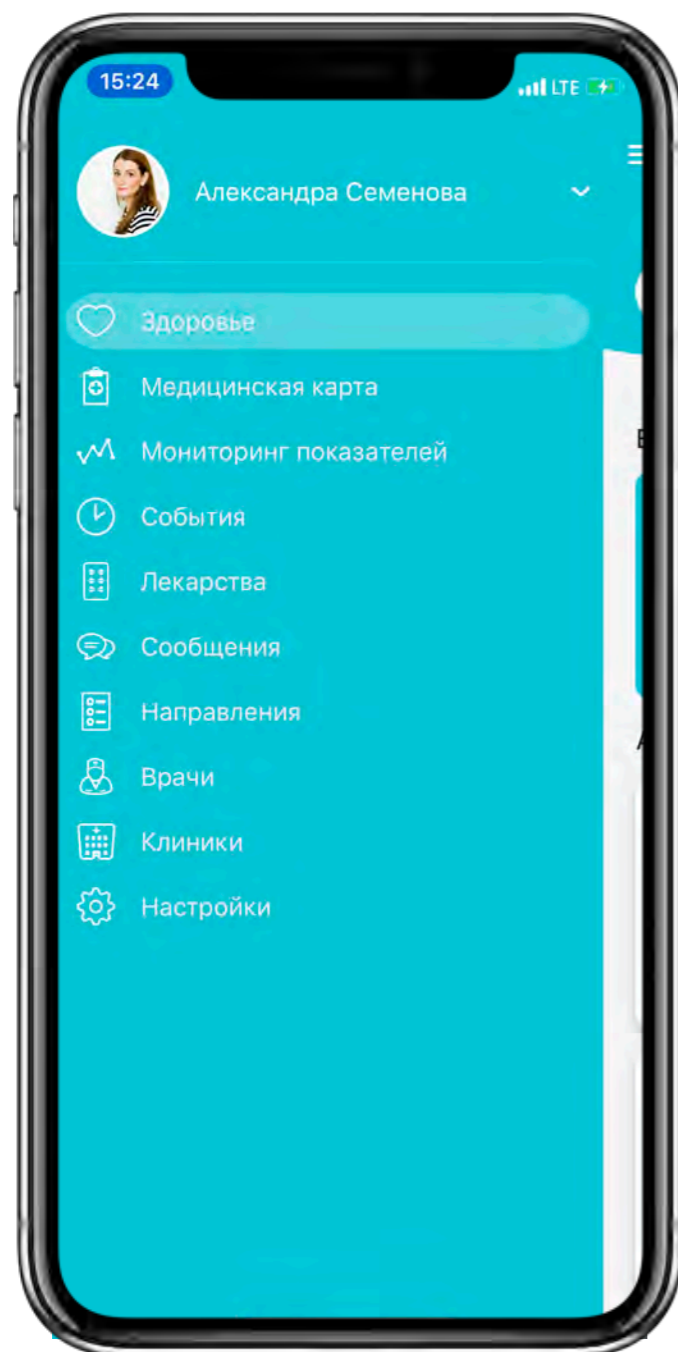 15:24
LTE
Александра Семенова
Здоровье
Медицинская карта
Мониторинг показателей
События
Лекарства
Сообщения
Направления
Врачи
Клиники
Настройки